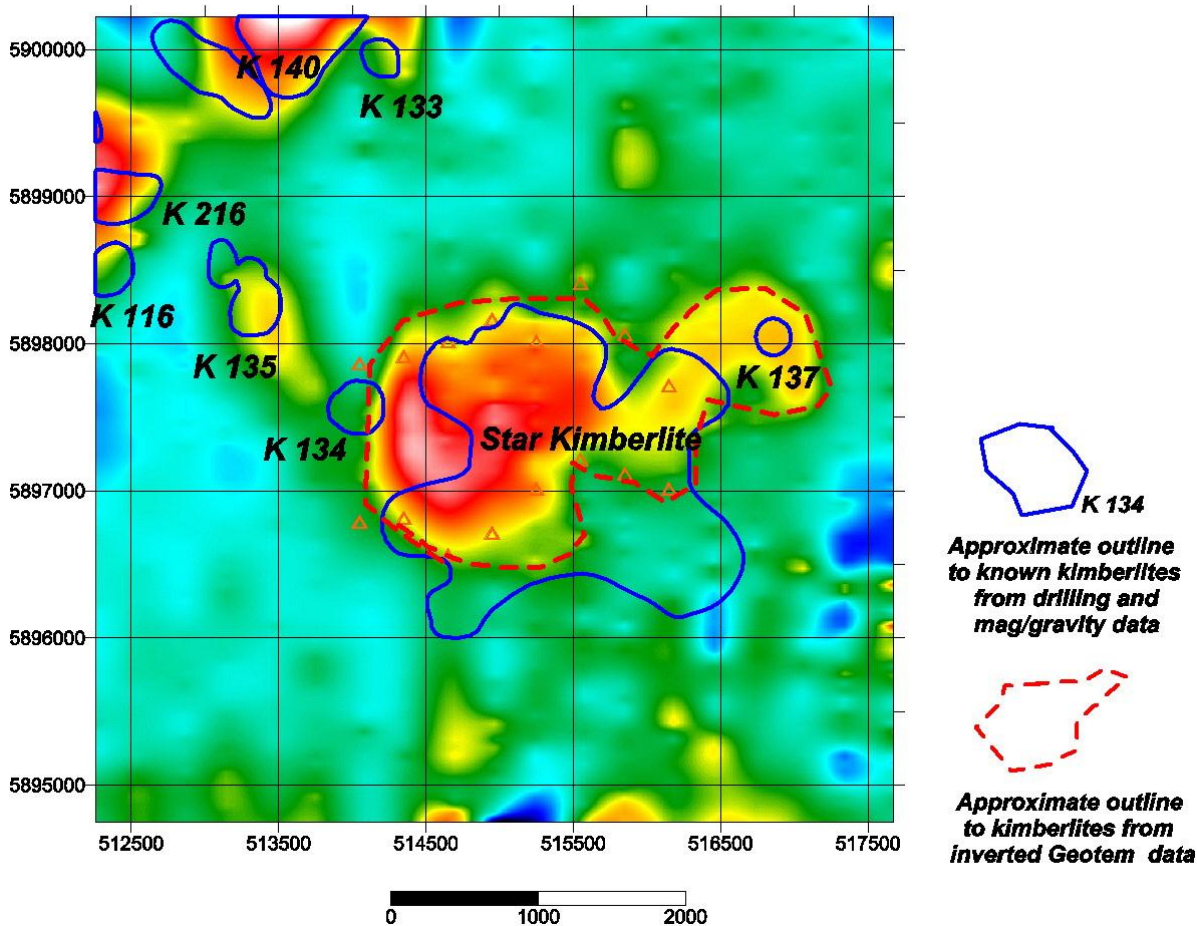 5900000
5899000
5898000
5897000
5896000
5895000
512500 513500 514500 515500 516500 517500
K 140
K 133
K 216
K 116
K 135
K 134
K 137
Star Kimberlite
0 1000 2000
K 134
Approximate outline
to known kimberlites
from drilling and
mag/gravity data
Approximate outline
to kimberlites from
inverted Geotem data